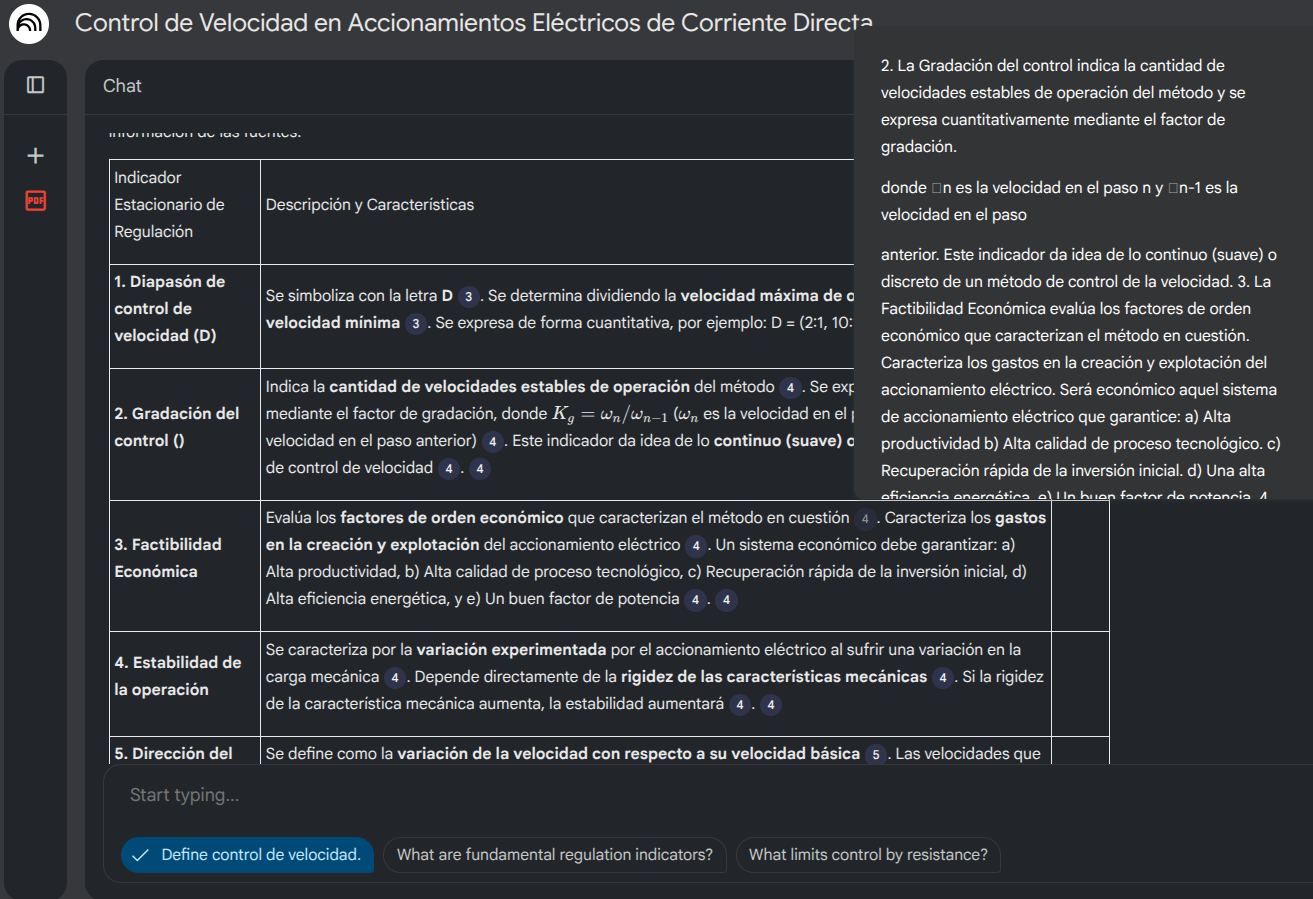 Control de Velocidad en Accionamientos Eléctricos de Corriente Directa
Chat
información de las fuentes.
Indicador
Estacionario de
Regulación
Descripción y Características
1. Diapasón de
control de
velocidad (D)
Se simboliza con la letra D 3 . Se determina dividiendo la velocidad máxima de o
velocidad mínima 3 . Se expresa de forma cuantitativa, por ejemplo: D = (2:1, 10:
2. Gradación del
control ()
Indica la cantidad de velocidades estables de operación del método 4 . Se exp
mediante el factor de gradación, donde K_g = ω_n/ω_{n−1} (ω_n es la velocidad en el p
velocidad en el paso anterior) 4 . Este indicador da idea de lo continuo (suave) o
de control de velocidad 4 . 4
3. Factibilidad
Económica
Evalúa los factores de orden económico que caracterizan el método en cuestión 4 . Caracteriza los gastos
en la creación y explotación del accionamiento eléctrico 4 . Un sistema económico debe garantizar: a)
Alta productividad, b) Alta calidad de proceso tecnológico, c) Recuperación rápida de la inversión inicial, d)
Alta eficiencia energética, y e) Un buen factor de potencia 4 . 4
4. Estabilidad de
la operación
Se caracteriza por la variación experimentada por el accionamiento eléctrico al sufrir una variación en la
carga mecánica 4 . Depende directamente de la rigidez de las características mecánicas 4 . Si la rigidez
de la característica mecánica aumenta, la estabilidad aumentará 4 . 4
5. Dirección del
Se define como la variación de la velocidad con respecto a su velocidad básica 5 . Las velocidades que
2. La Gradación del control indica la cantidad de
velocidades estables de operación del método y se
expresa cuantitativamente mediante el factor de
gradación.
donde □n es la velocidad en el paso n y □n-1 es la
velocidad en el paso
anterior. Este indicador da idea de lo continuo (suave) o
discreto de un método de control de la velocidad. 3. La
Factibilidad Económica evalúa los factores de orden
económico que caracterizan el método en cuestión.
Caracteriza los gastos en la creación y explotación del
accionamiento eléctrico. Será económico aquel sistema
de accionamiento eléctrico que garantice: a) Alta
productividad b) Alta calidad de proceso tecnológico. c)
Recuperación rápida de la inversión inicial. d) Una alta
eficiencia energética. e) Un buen factor de potencia. 4
PDF
Start typing...
Define control de velocidad.
What are fundamental regulation indicators?
What limits control by resistance?